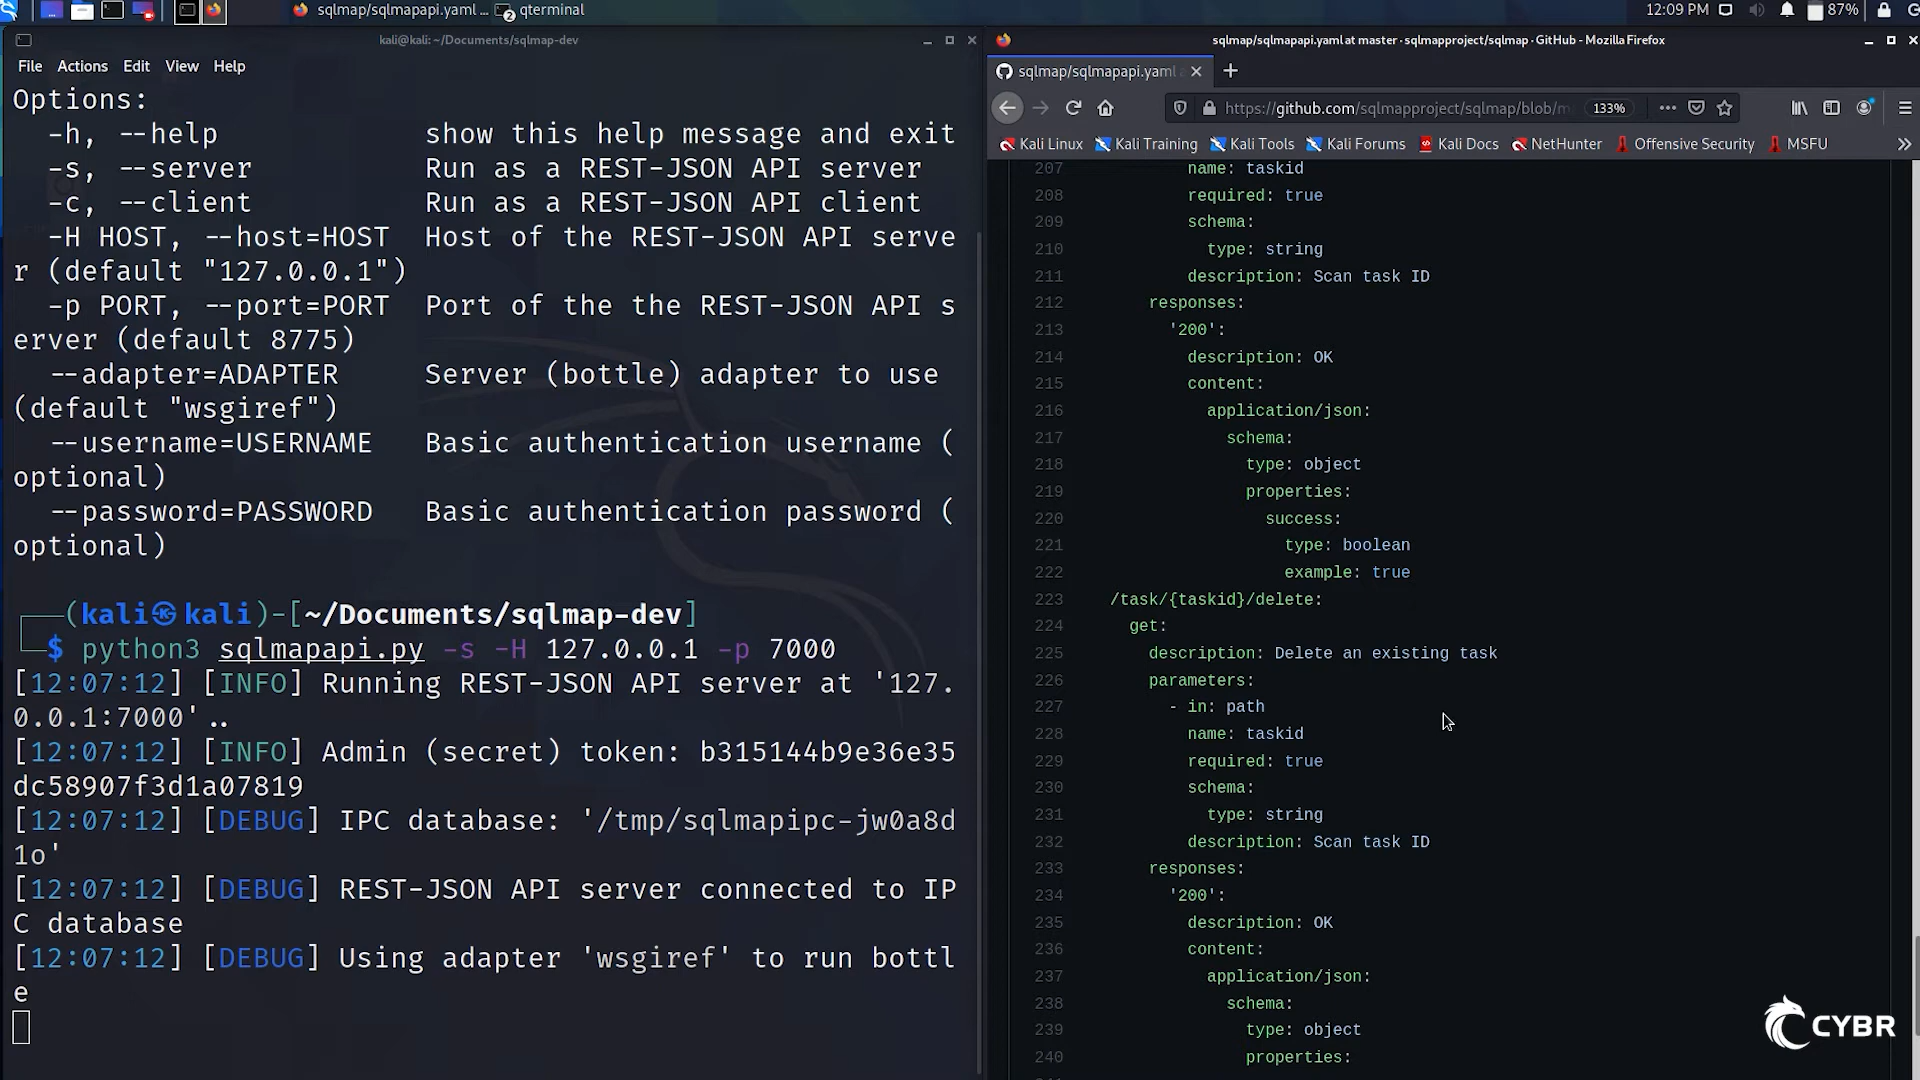 sqlmap/sqlmapapi.yaml ...
2
qterminal
12:09 PM
87%
kali@kali: ~/Documents/sqlmap-dev
File Actions Edit View Help
Options:
-h, --help show this help message and exit
-s, --server Run as a REST-JSON API server
-c, --client Run as a REST-JSON API client
-H HOST, --host=HOST Host of the REST-JSON API serve
r (default "127.0.0.1")
-p PORT, --port=PORT Port of the the REST-JSON API s
erver (default 8775)
--adapter=ADAPTER Server (bottle) adapter to use
(default "wsgiref")
--username=USERNAME Basic authentication username (
optional)
--password=PASSWORD Basic authentication password (
optional)
(kali㉿kali)-[~/Documents/sqlmap-dev]
$ python3 sqlmapapi.py -s -H 127.0.0.1 -p 7000
[12:07:12] [INFO] Running REST-JSON API server at '127.
0.0.1:7000'..
[12:07:12] [INFO] Admin (secret) token: b315144b9e36e35
dc58907f3d1a07819
[12:07:12] [DEBUG] IPC database: '/tmp/sqlmapipc-jw0a8d
1o'
[12:07:12] [DEBUG] REST-JSON API server connected to IP
C database
[12:07:12] [DEBUG] Using adapter 'wsgiref' to run bottl
e
sqlmap/sqlmapapi.yaml at master · sqlmapproject/sqlmap · GitHub - Mozilla Firefox
sqlmap/sqlmapapi.yaml
https://github.com/sqlmapproject/sqlmap/blob/m
133%
Kali Linux Kali Training Kali Tools Kali Forums Kali Docs NetHunter Offensive Security MSFU
207 name: taskid
208 required: true
209 schema:
210 type: string
211 description: Scan task ID
212 responses:
213 '200':
214 description: OK
215 content:
216 application/json:
217 schema:
218 type: object
219 properties:
220 success:
221 type: boolean
222 example: true
223 /task/{taskid}/delete:
224 get:
225 description: Delete an existing task
226 parameters:
227 - in: path
228 name: taskid
229 required: true
230 schema:
231 type: string
232 description: Scan task ID
233 responses:
234 '200':
235 description: OK
236 content:
237 application/json:
238 schema:
239 type: object
240 properties:
CYBR